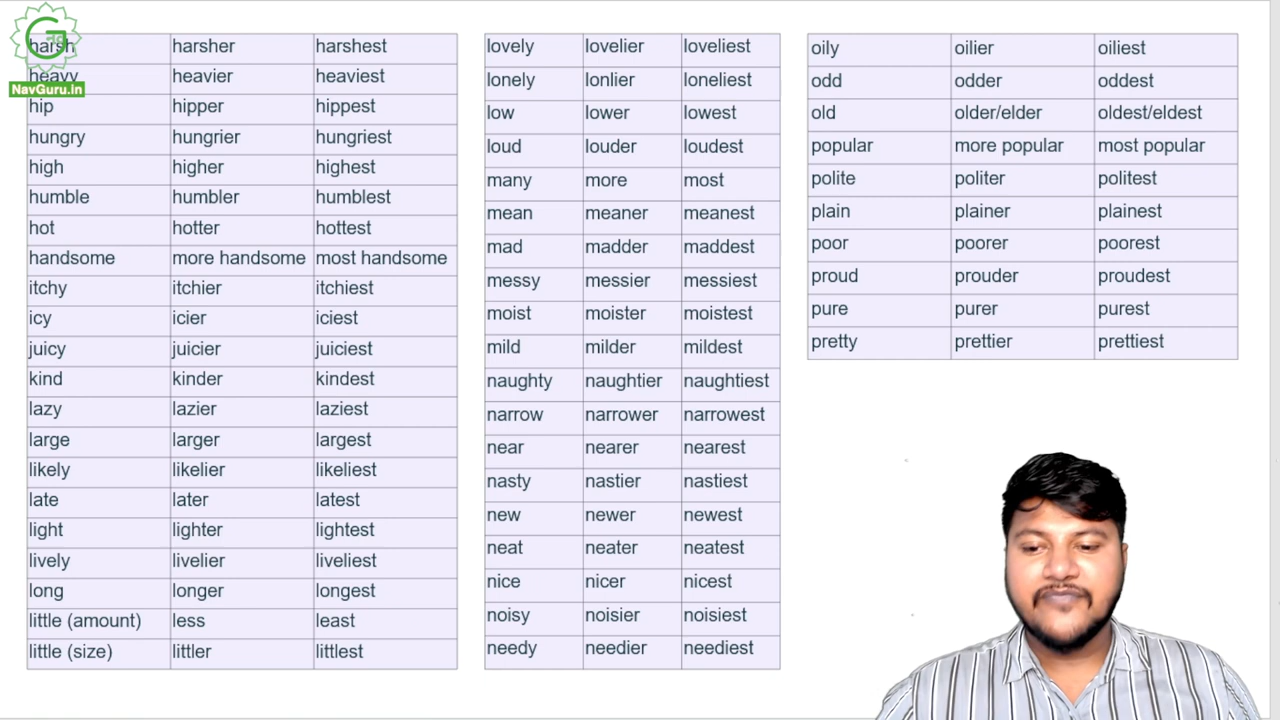 NavGuru.in
harsh harsher harshest
heavy heavier heaviest
hip hipper hippest
hungry hungrier hungriest
high higher highest
humble humbler humblest
hot hotter hottest
handsome more handsome most handsome
itchy itchier itchiest
icy icier iciest
juicy juicier juiciest
kind kinder kindest
lazy lazier laziest
large larger largest
likely likelier likeliest
late later latest
light lighter lightest
lively livelier liveliest
long longer longest
little (amount) less least
little (size) littler littlest
lovely lovelier loveliest
lonely lonlier loneliest
low lower lowest
loud louder loudest
many more most
mean meaner meanest
mad madder maddest
messy messier messiest
moist moister moistest
mild milder mildest
naughty naughtier naughtiest
narrow narrower narrowest
near nearer nearest
nasty nastier nastiest
new newer newest
neat neater neatest
nice nicer nicest
noisy noisier noisiest
needy needier neediest
oily oilier oiliest
odd odder oddest
old older/elder oldest/eldest
popular more popular most popular
polite politer politest
plain plainer plainest
poor poorer poorest
proud prouder proudest
pure purer purest
pretty prettier prettiest